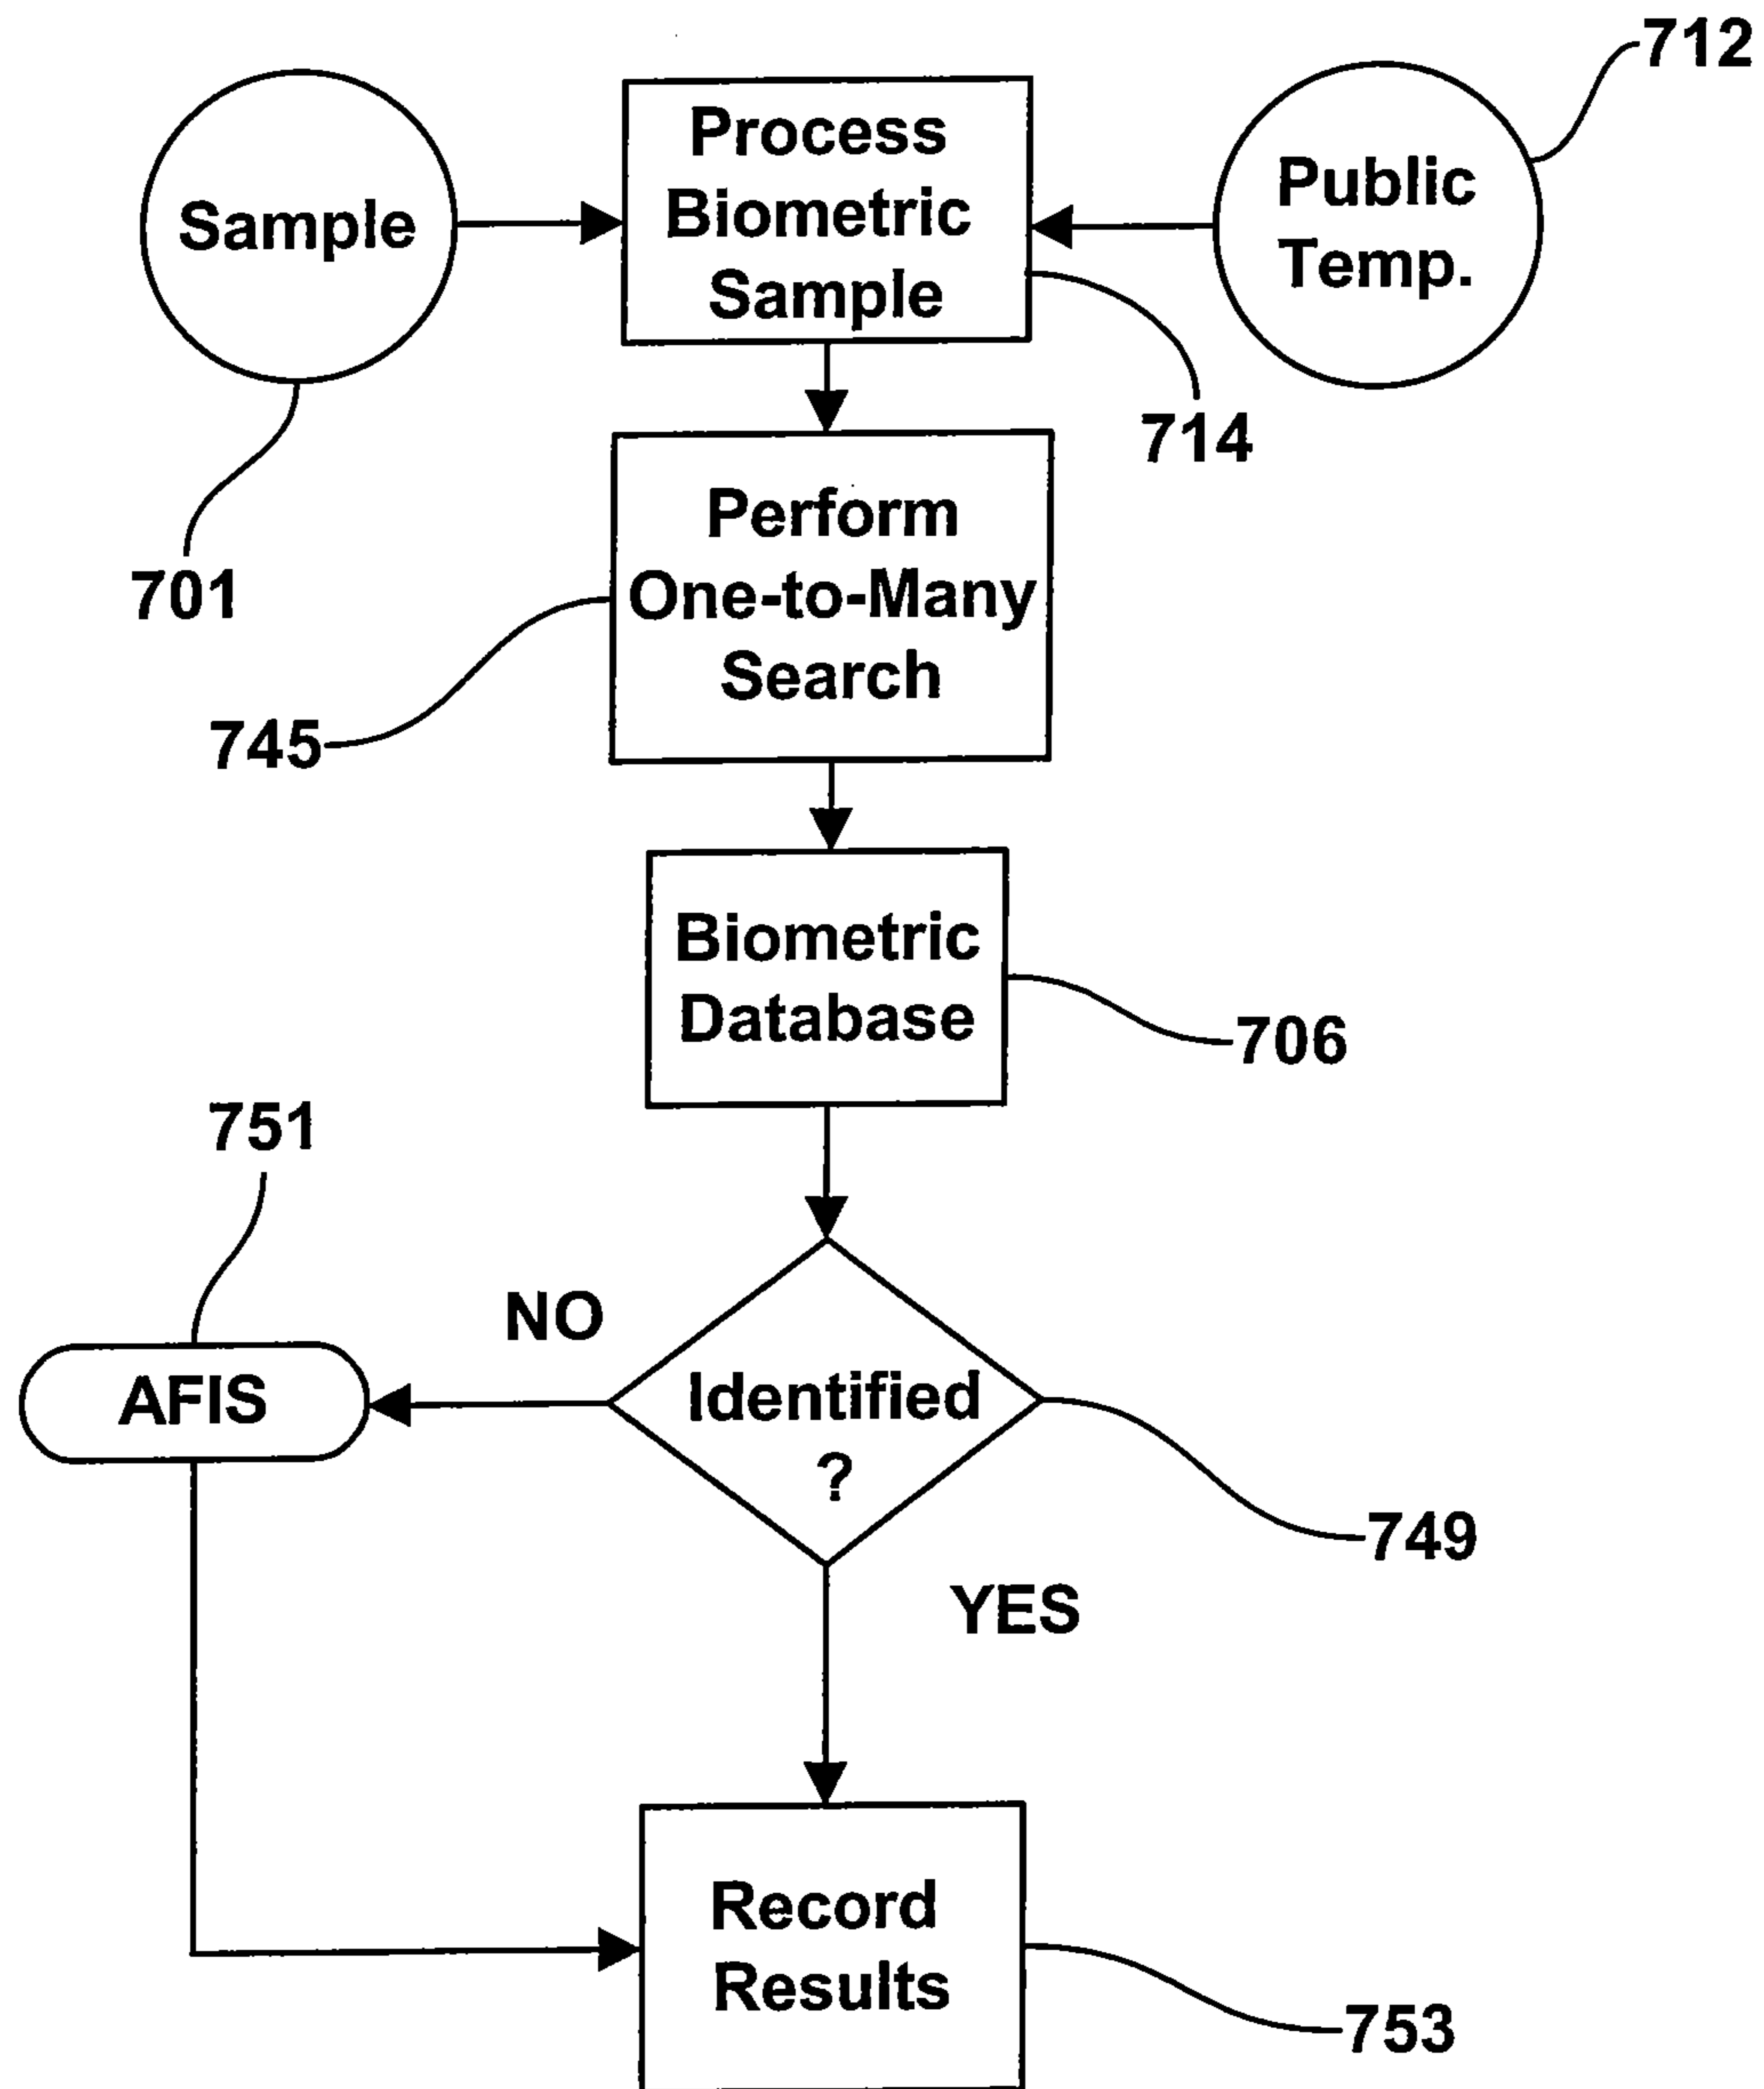 712
Sample
Process
Biometric
Sample
Public
Temp.
714
701
Perform
One-to-Many
Search
745
Biometric
Database
706
751
NO
AFIS
Identified
?
749
YES
Record
Results
753